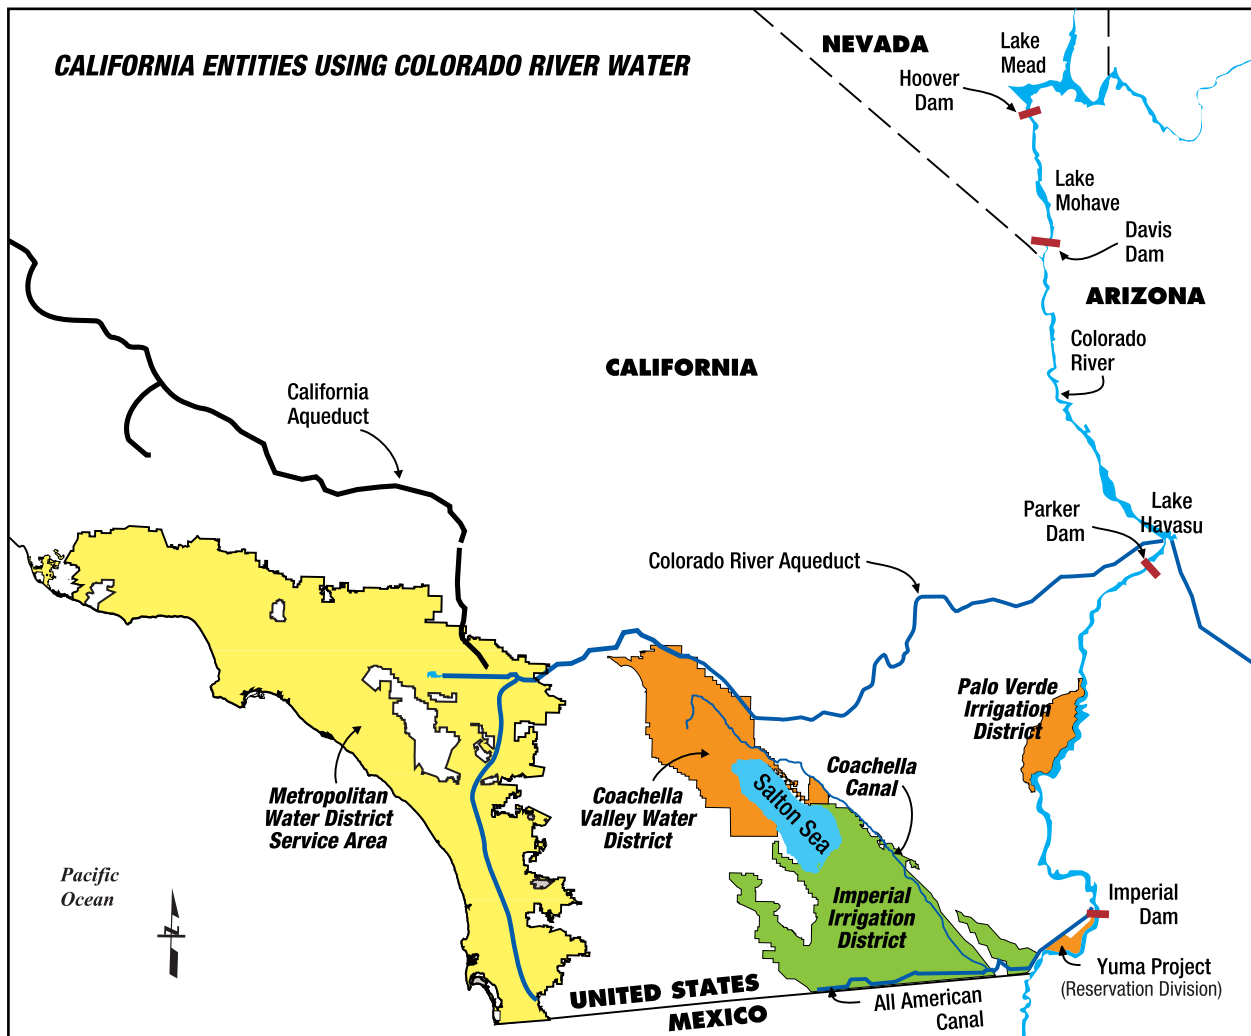 CALIFORNIA ENTITIES USING COLORADO RIVER WATER
NEVADA
Lake
Mead
Hoover
Dam
Lake
Mohave
Davis
Dam
ARIZONA
Colorado
River
CALIFORNIA
California
Aqueduct
Lake
Havasu
Parker
Dam
Colorado River Aqueduct
Palo Verde
Irrigation
District
Metropolitan
Water District
Service Area
Coachella
Valley Water
District
Salton Sea
Coachella
Canal
Pacific
Ocean
N
Imperial
Irrigation
District
Imperial
Dam
Yuma Project
(Reservation Division)
All American
Canal
UNITED STATES
MEXICO